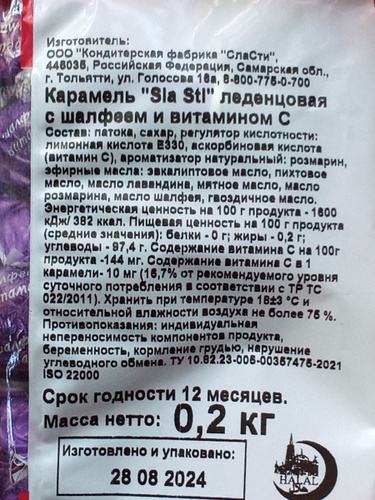 Изготовитель:
ООО "Кондитерская фабрика "СлаСти",
445035, Российская Федерация, Самарская обл.,
г. Тольятти, ул. Голосова 16а, 8-800-775-0-700
Карамель "Sla Sti" леденцовая
с шалфеем и витамином С
Состав: патока, сахар, регулятор кислотности:
лимонная кислота Е330, аскорбиновая кислота
(витамин С), ароматизатор натуральный: розмарин,
эфирные масла: эвкалиптовое масло, пихтовое
масло, масло лавандина, мятное масло, масло
розмарина, масло шалфея, гвоздичное масло.
Энергетическая ценность на 100 г продукта - 1600
кДж/ 382 ккал. Пищевая ценность на 100 г продукта
(средние значения): белки - 0 г; жиры - 0,2 г;
углеводы - 97,4 г. Содержание витамина С на 100г
продукта -144 мг. Содержание витамина С в 1
карамели- 10 мг (16,7% от рекомендуемого уровня
суточного потребления в соответствии с ТР ТС
022/2011). Хранить при температуре 18±3 °С и
относительной влажности воздуха не более 75 %.
Противопоказания: индивидуальная
непереносимость компонентов продукта,
беременность, кормление грудью, нарушение
углеводного обмена. ТУ 10.82.23-005-00357475-2021
ISO 22000
Срок годности 12 месяцев.
Масса нетто: 0,2 кг
Изготовлено и упаковано:
28 08 2024
HALAL